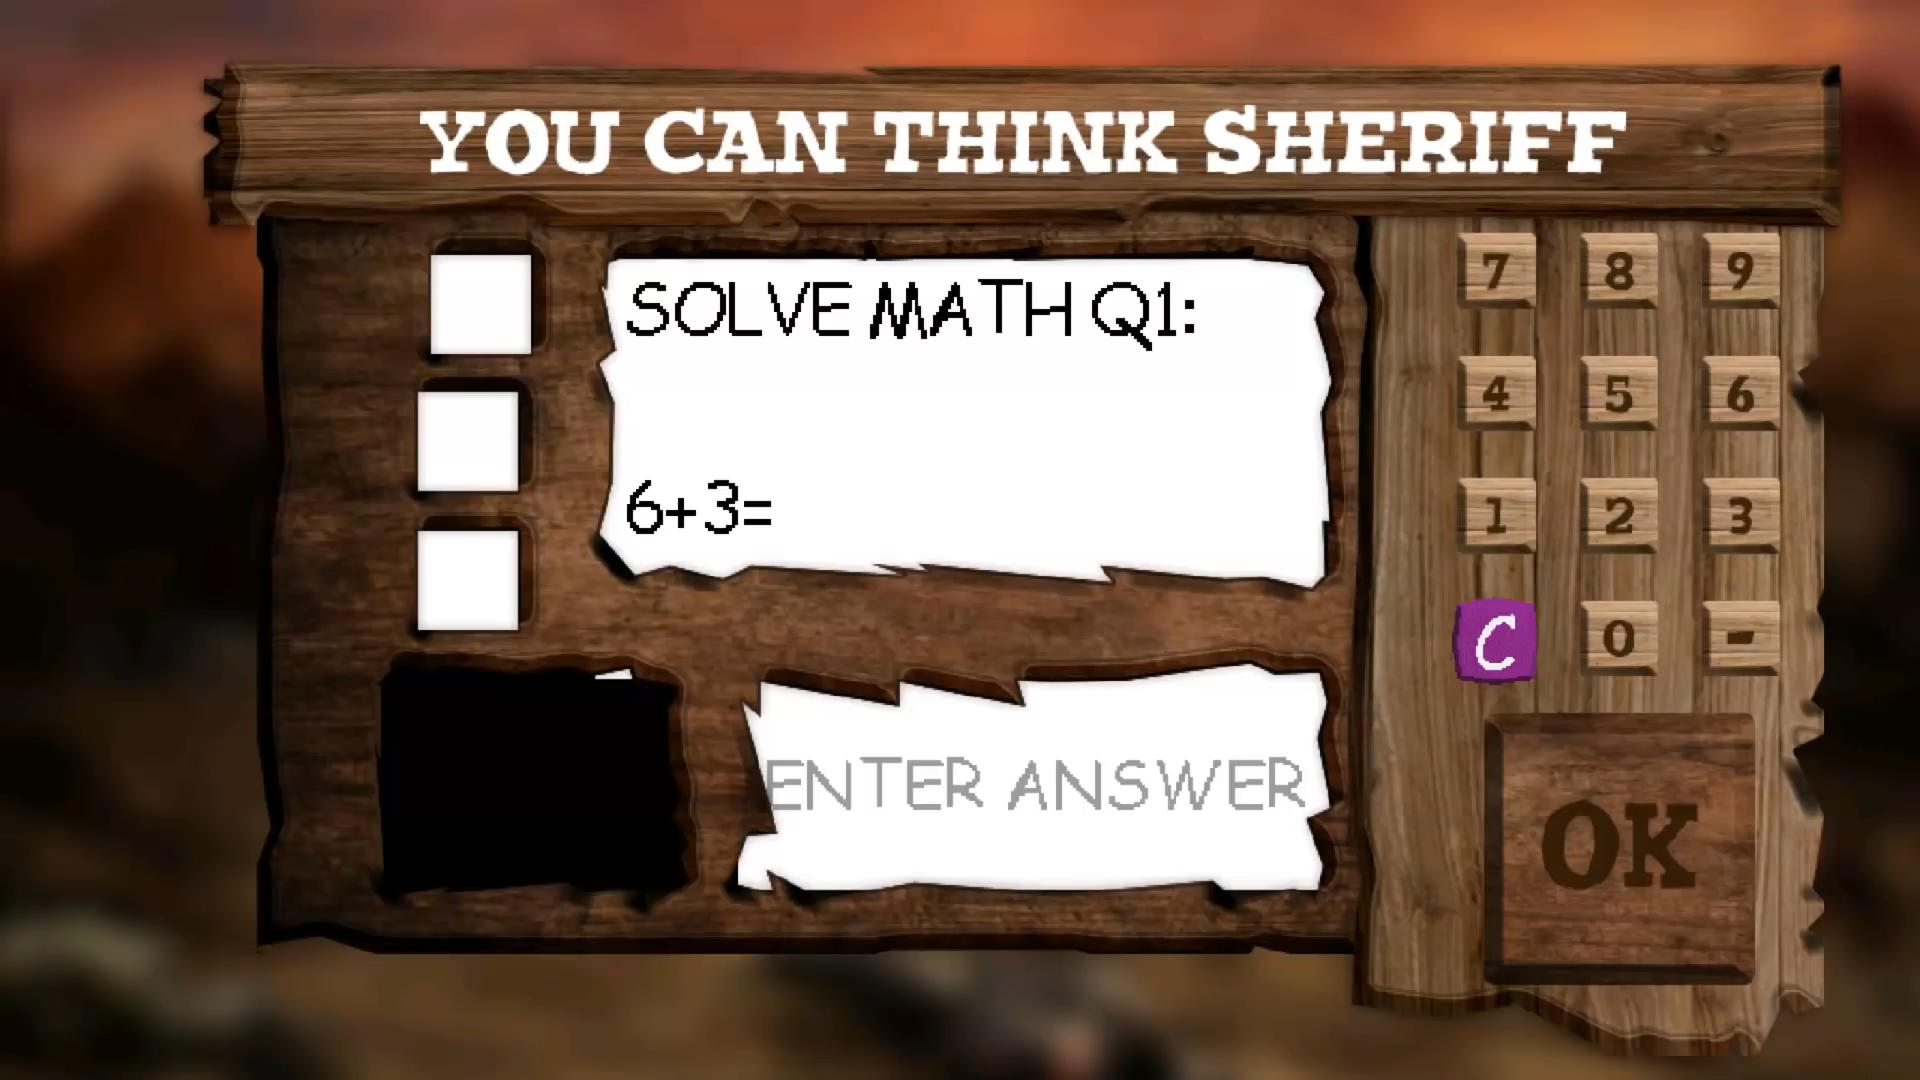 YOU CAN THINK SHERIFF
SOLVE MATH Q1:
6+3=
ENTER ANSWER
7 8 9
4 5 6
1 2 3
C 0 -
OK